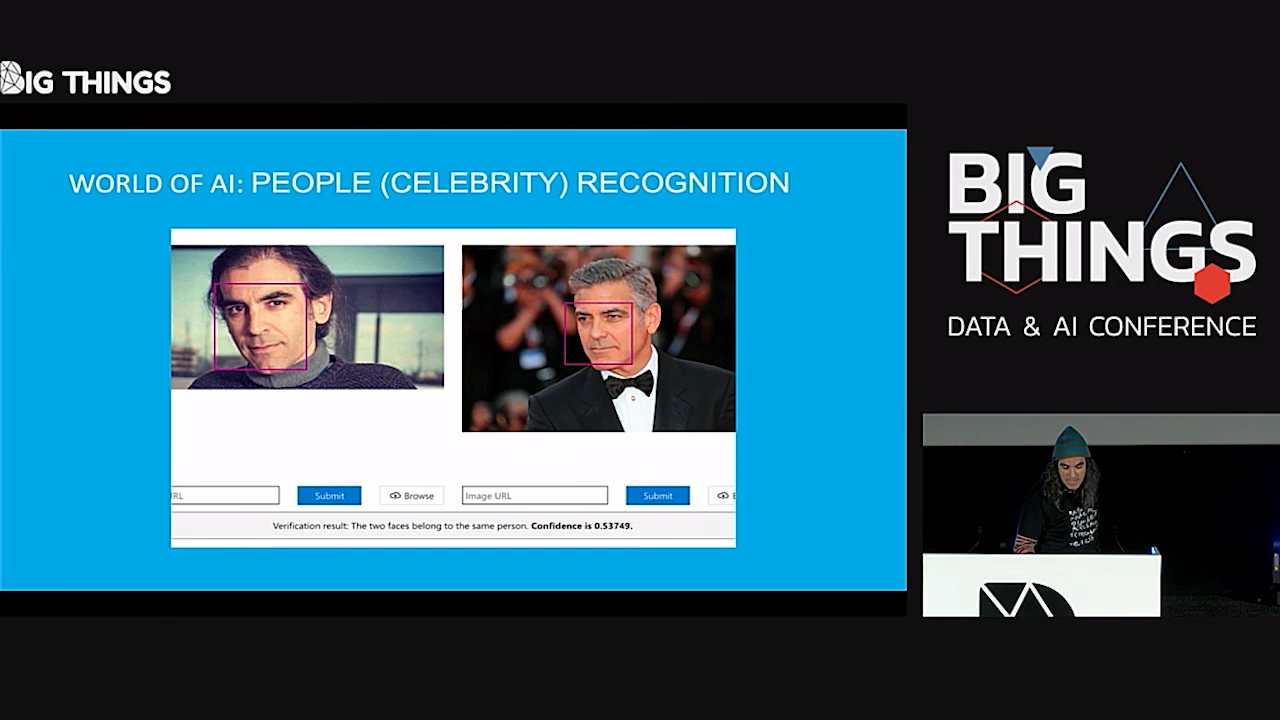 BIG THINGS
WORLD OF AI: PEOPLE (CELEBRITY) RECOGNITION
RL
Submit
Browse
Image URL
Submit
Verification result: The two faces belong to the same person. Confidence is 0.53749.
BIG
THINGS
DATA & AI CONFERENCE